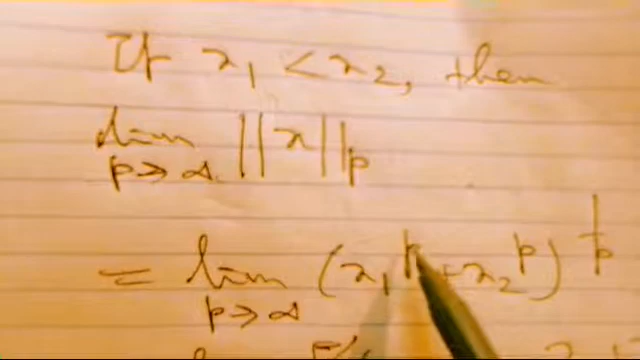 If x₁ < x₂, then
lim ||x||ₚ
p→∞
= lim (x₁ᵖ + x₂ᵖ)^(1/p)
p→∞